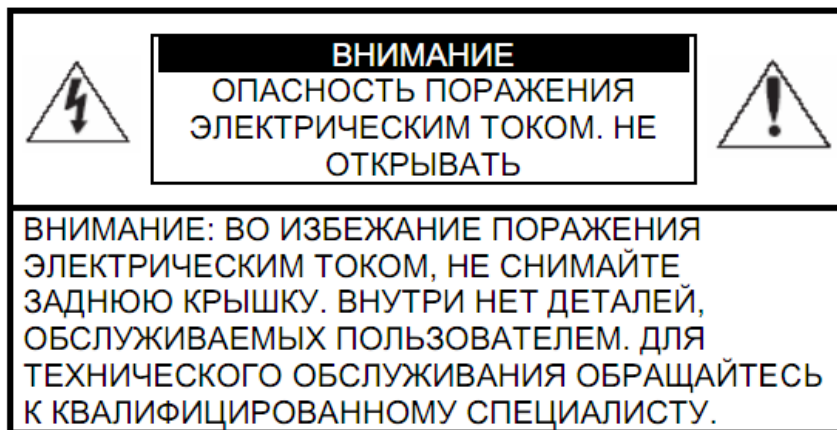 ВНИМАНИЕ
ОПАСНОСТЬ ПОРАЖЕНИЯ
ЭЛЕКТРИЧЕСКИМ ТОКОМ. НЕ
ОТКРЫВАТЬ
ВНИМАНИЕ: ВО ИЗБЕЖАНИЕ ПОРАЖЕНИЯ
ЭЛЕКТРИЧЕСКИМ ТОКОМ, НЕ СНИМАЙТЕ
ЗАДНЮЮ КРЫШКУ. ВНУТРИ НЕТ ДЕТАЛЕЙ,
ОБСЛУЖИВАЕМЫХ ПОЛЬЗОВАТЕЛЕМ. ДЛЯ
ТЕХНИЧЕСКОГО ОБСЛУЖИВАНИЯ ОБРАЩАЙТЕСЬ
К КВАЛИФИЦИРОВАННОМУ СПЕЦИАЛИСТУ.